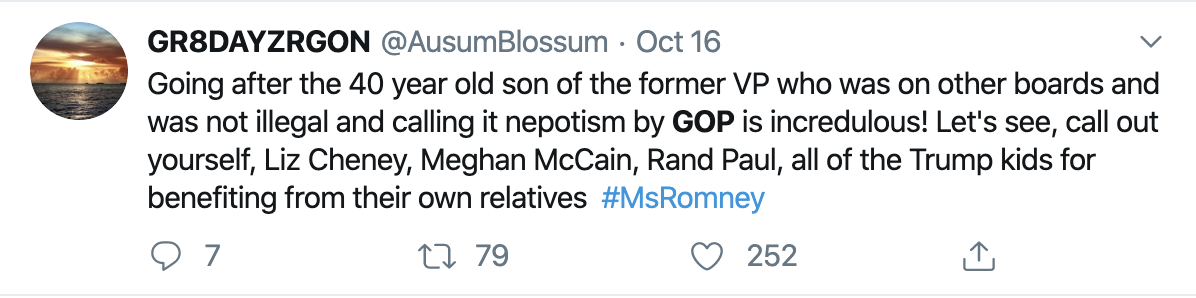 GR8DAYZRGON @AusumBlossum · Oct 16
Going after the 40 year old son of the former VP who was on other boards and
was not illegal and calling it nepotism by GOP is incredulous! Let's see, call out
yourself, Liz Cheney, Meghan McCain, Rand Paul, all of the Trump kids for
benefiting from their own relatives #MsRomney
7 79 252